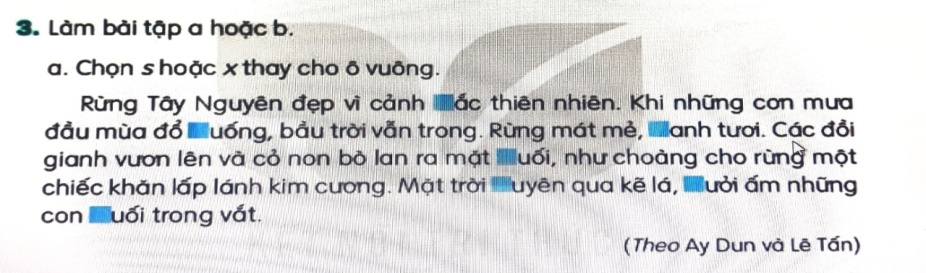 3. Làm bài tập a hoặc b.
a. Chọn s hoặc x thay cho ô vuông.
Rừng Tây Nguyên đẹp vì cảnh ■ắc thiên nhiên. Khi những cơn mưa
đầu mùa đổ ■uống, bầu trời vẫn trong. Rừng mát mẻ, ■anh tươi. Các đồi
gianh vươn lên và cỏ non bò lan ra mặt ■uối, như choàng cho rừng một
chiếc khăn lấp lánh kim cương. Mặt trời ■uyên qua kẽ lá, ■ưởi ấm những
con ■uối trong vắt.
(Theo Ay Dun và Lê Tấn)